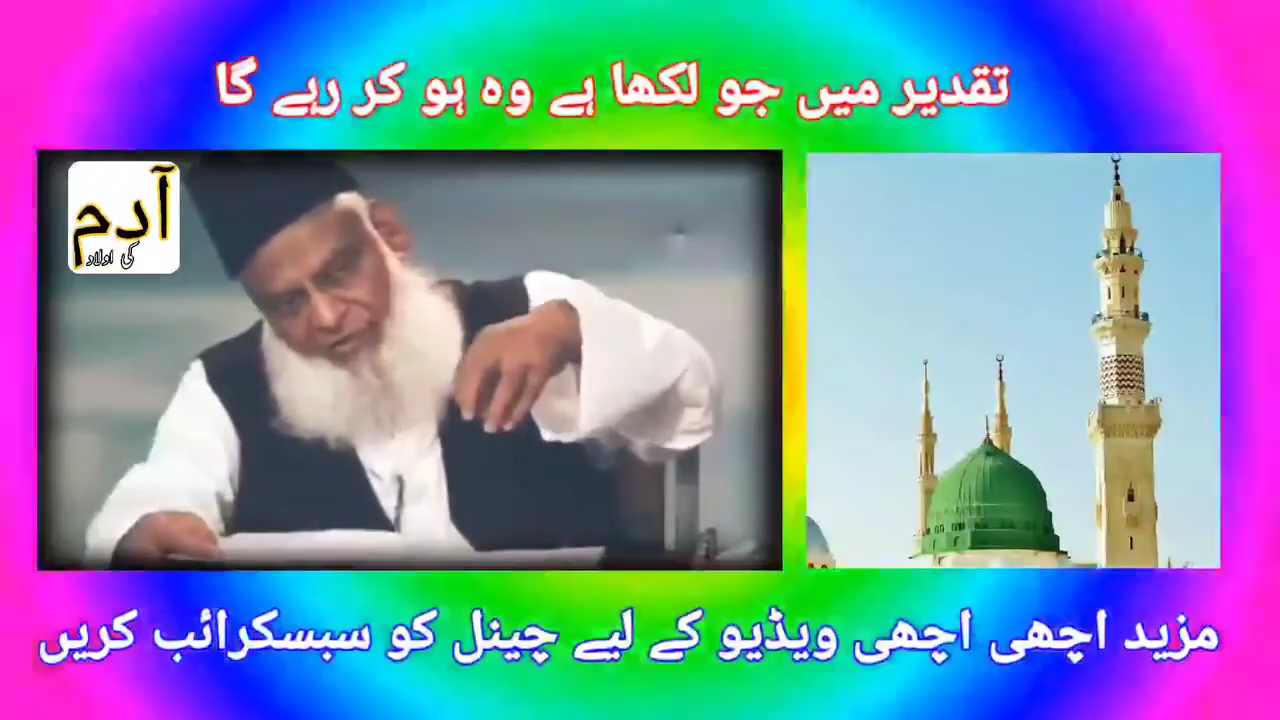 تقدیر میں جو لکھا ہے وہ ہو کر رہے گا
آدم
کی اولاد
مزید اچھی اچھی ویڈیو کے لیے چینل کو سبسکرائب کریں